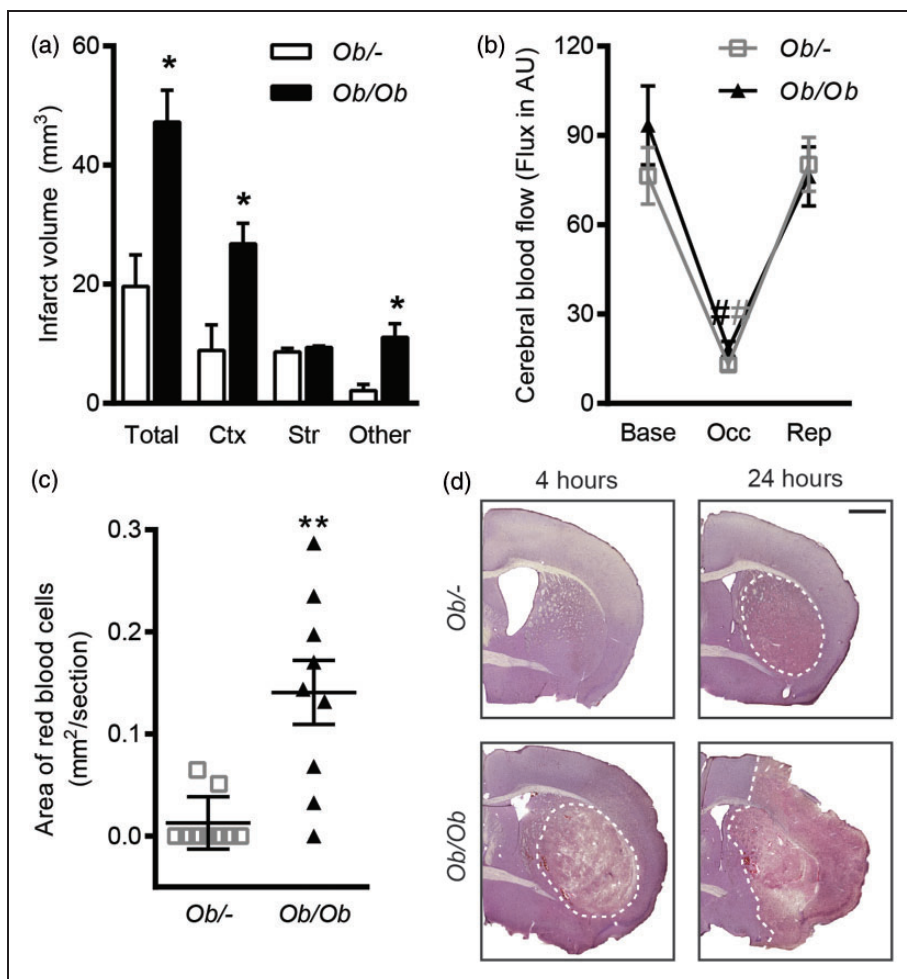 (a)
60
40
20
0
Infarct volume (mm³)
*
*
*
Ob/-
Ob/Ob
Total Ctx Str Other
(b)
120
90
60
30
0
Cerebral blood flow (Flux in AU)
Ob/-
Ob/Ob
##
Base Occ Rep
(c)
0.3
0.2
0.1
0.0
Area of red blood cells
(mm²/section)
**
Ob/- Ob/Ob
(d)
4 hours 24 hours
Ob/-
Ob/Ob